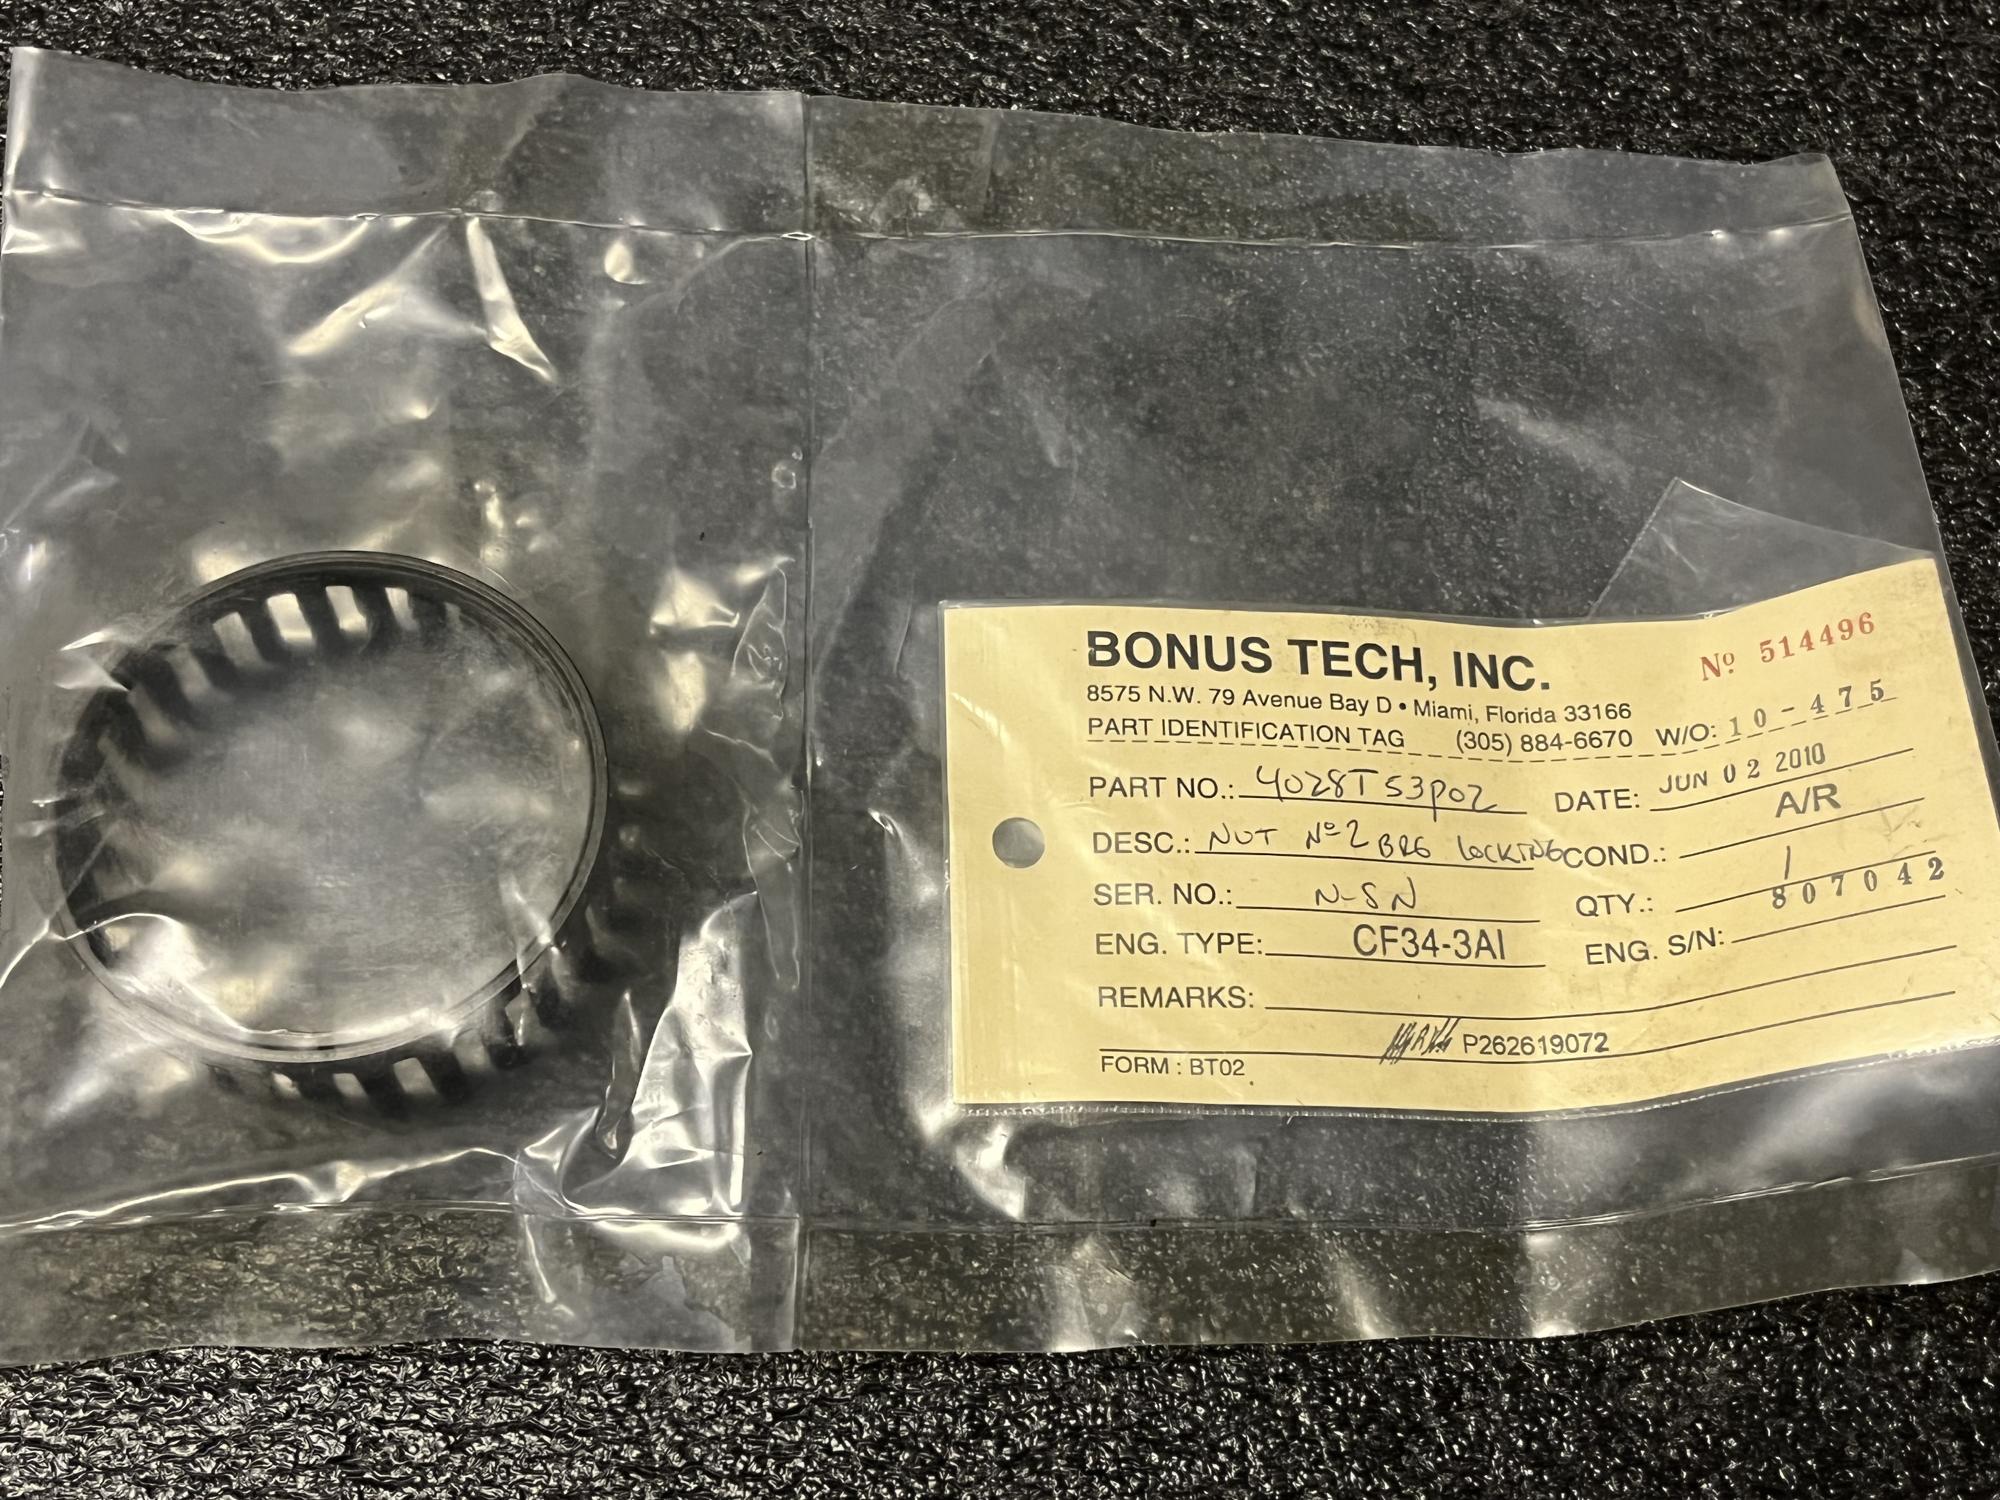 BONUS TECH, INC.
Nº 514496
8575 N.W. 79 Avenue Bay D • Miami, Florida 33166
PART IDENTIFICATION TAG (305) 884-6670 W/O: 10-475
PART NO.: 4028T53P02 DATE: JUN 02 2010
DESC.: NUT Nº2 BRG LOCKING COND.: A/R
SER. NO.: N-SN QTY.: 1
ENG. TYPE: CF34-3A1 ENG. S/N: 807042
REMARKS:
P262619072
FORM : BT02